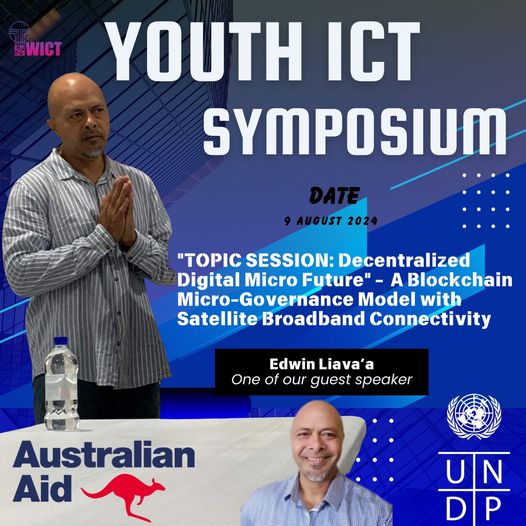 WICT
YOUTH ICT
SYMPOSIUM
DATE
9 AUGUST 2024
"TOPIC SESSION: Decentralized
Digital Micro Future" - A Blockchain
Micro-Governance Model with
Satellite Broadband Connectivity
Edwin Liava'a
One of our guest speaker
Australian
Aid
U N
D P